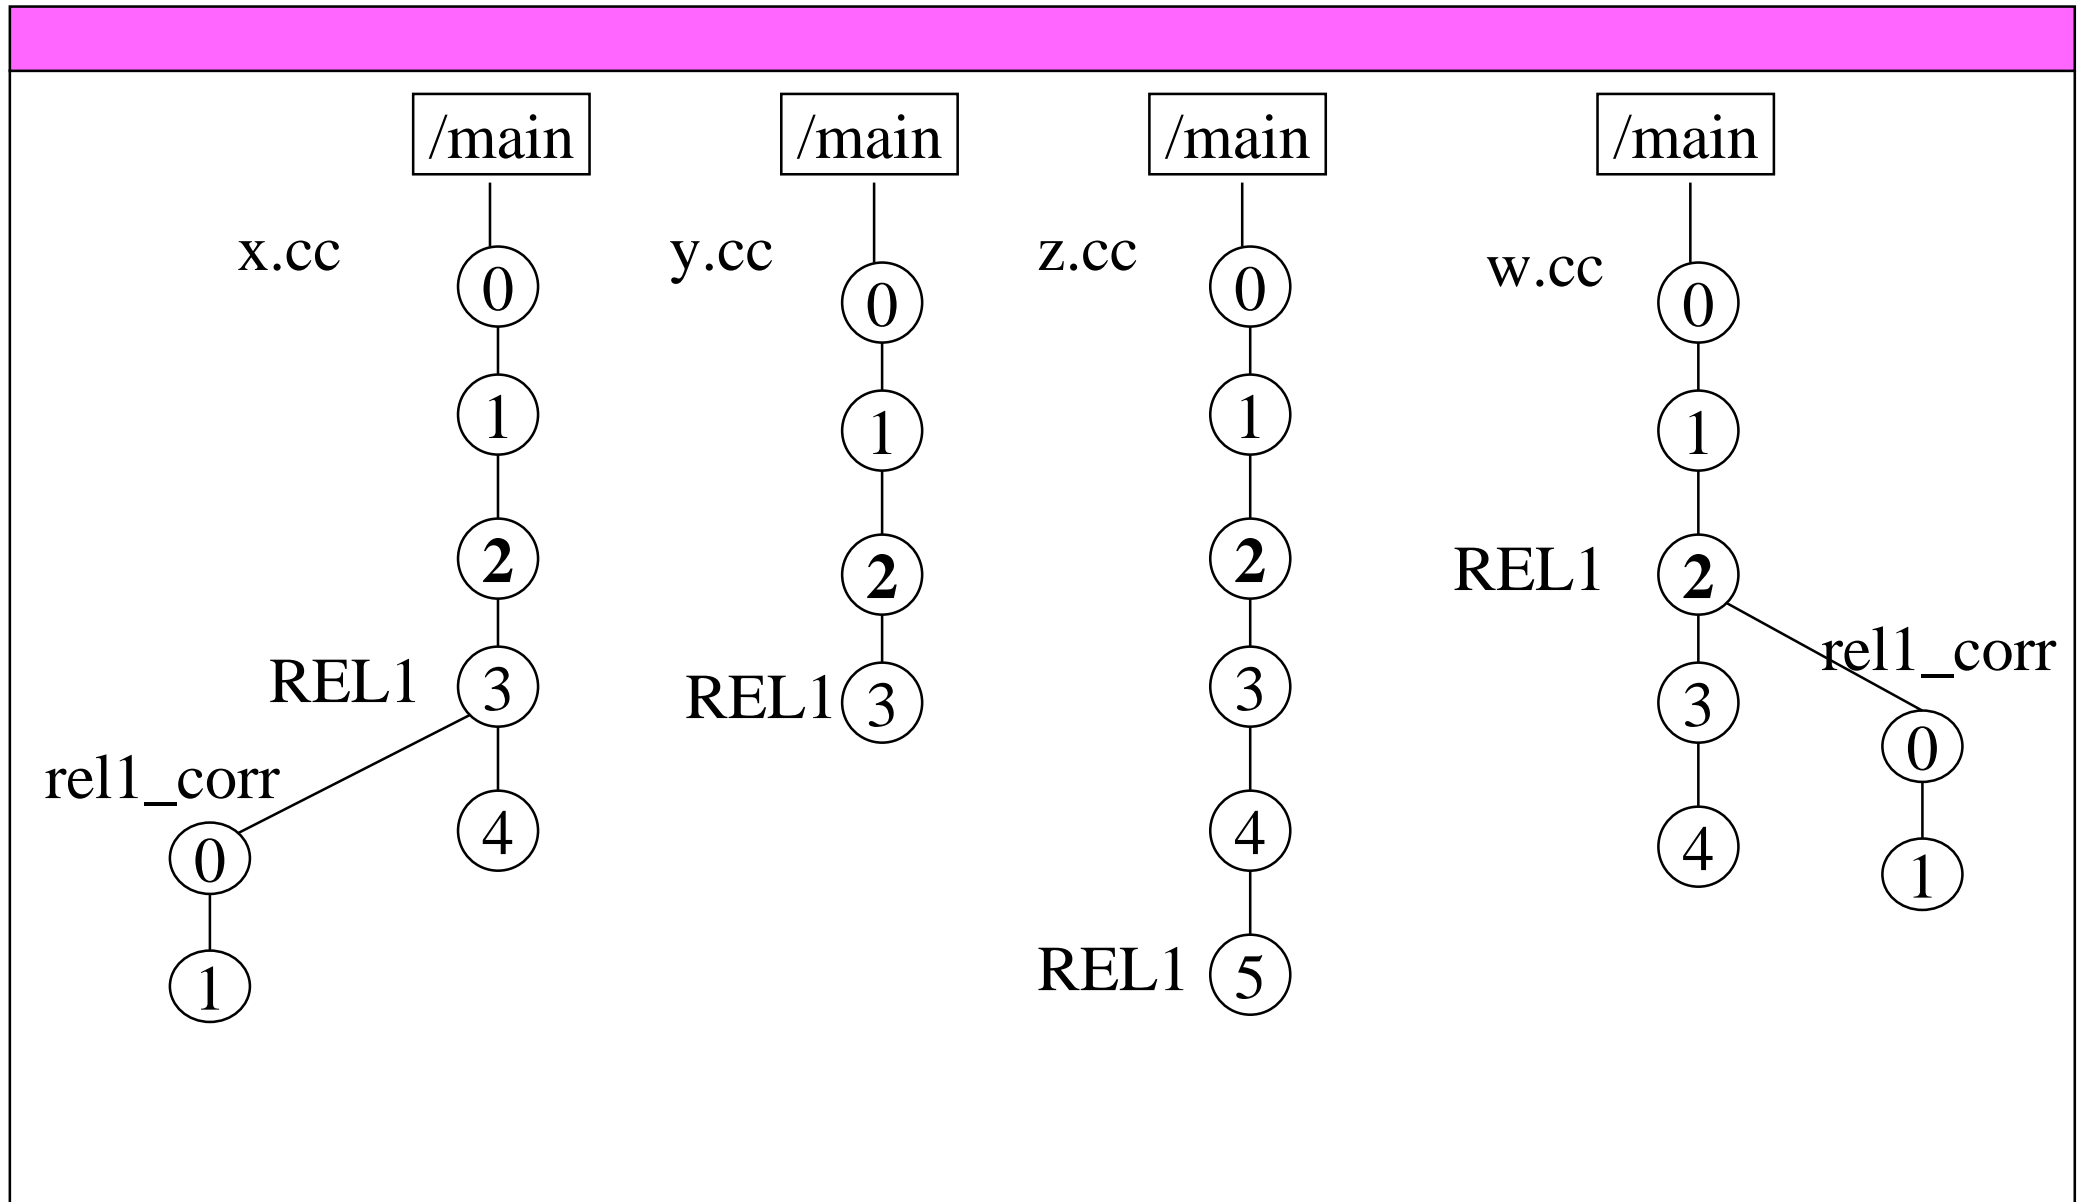 /main /main /main /main
x.cc y.cc z.cc w.cc
0 0 0 0
1 1 1 1
2 2 2 REL1 2
rel1_corr
REL1 3 REL1 3 3 3 0
rel1_corr
0 4 4 4 1
1 REL1 5